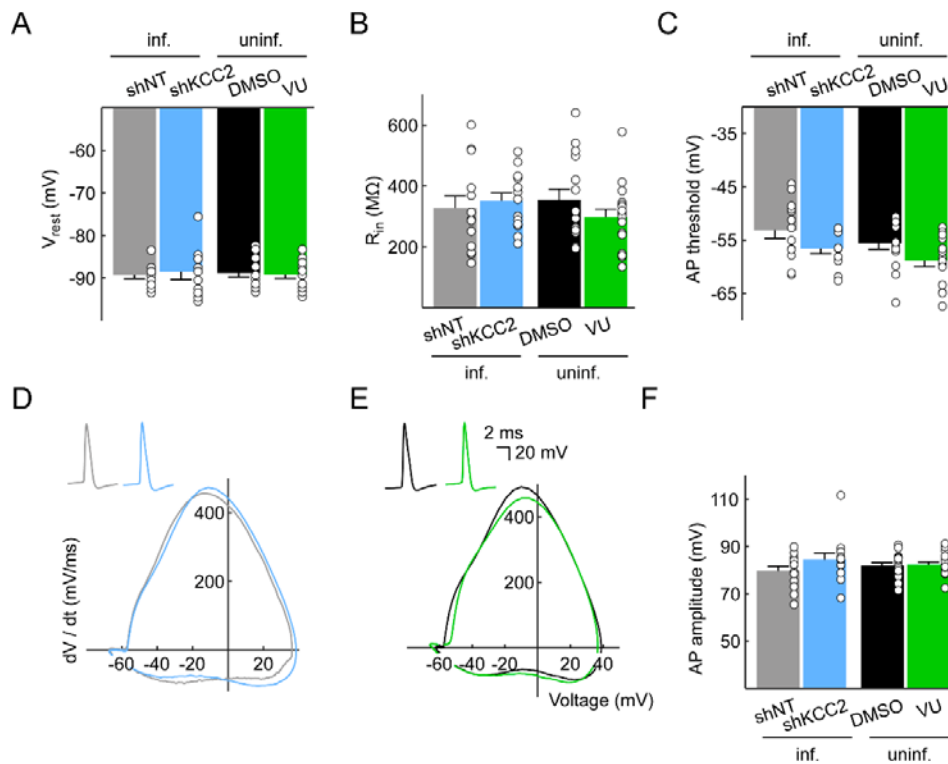 A
inf.
uninf.
shNT
shKCC2
DMSO
VU
-60
-70
-80
-90
Vrest (mV)
B
600
400
200
Rin (MΩ)
shNT
shKCC2
DMSO
VU
inf.
uninf.
C
inf.
uninf.
shNT
shKCC2
DMSO
VU
-35
-45
-55
-65
AP threshold (mV)
D
400
200
-60
-40
-20
20
dV / dt (mV/ms)
E
2 ms
20 mV
400
200
-60
-40
-20
20
40
Voltage (mV)
F
110
90
70
50
AP amplitude (mV)
shNT
shKCC2
DMSO
VU
inf.
uninf.